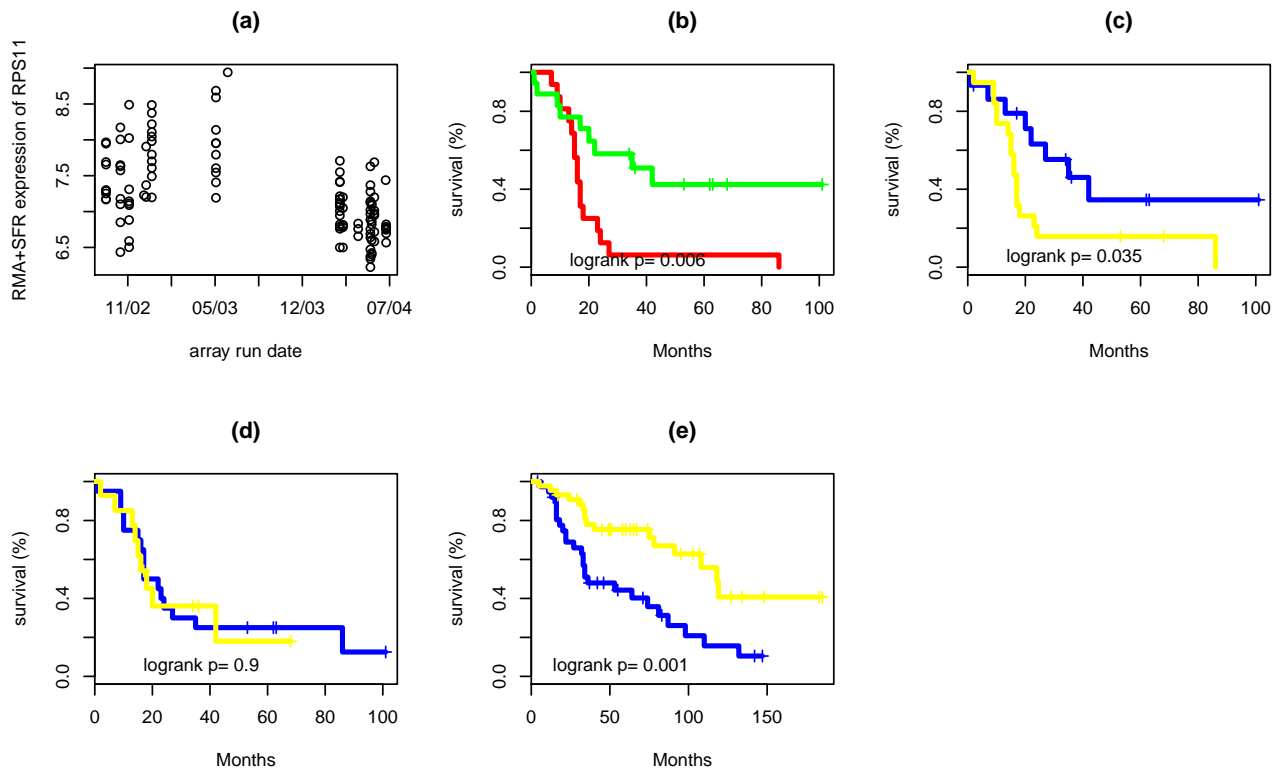 (a)
RMA+SFR expression of RPS11
8.5
7.5
6.5
11/02 05/03 12/03 07/04
array run date
(b)
survival (%)
0.8
0.4
0.0
logrank p= 0.006
0 20 40 60 80 100
Months
(c)
survival (%)
0.8
0.4
0.0
logrank p= 0.035
0 20 40 60 80 100
Months
(d)
survival (%)
0.8
0.4
0.0
logrank p= 0.9
0 20 40 60 80 100
Months
(e)
survival (%)
0.8
0.4
0.0
logrank p= 0.001
0 50 100 150
Months